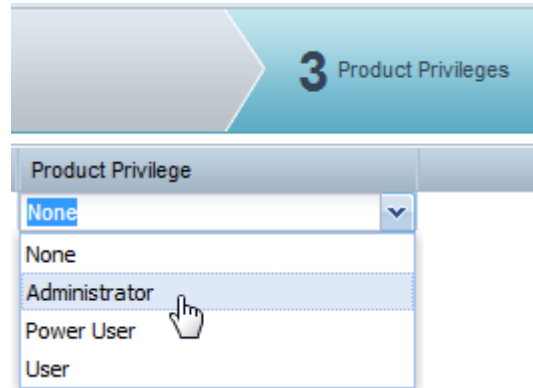 3 Product Privileges
Product Privilege
None
None
Administrator
Power User
User